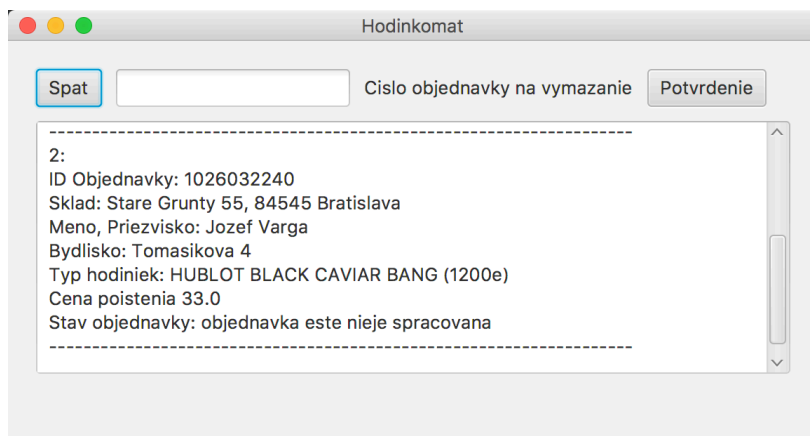 Hodinkomat
Spat Cislo objednavky na vymazanie Potvrdenie
--------------------------------------------------------------------
2:
ID Objednavky: 1026032240
Sklad: Stare Grunty 55, 84545 Bratislava
Meno, Priezvisko: Jozef Varga
Bydlisko: Tomasikova 4
Typ hodiniek: HUBLOT BLACK CAVIAR BANG (1200e)
Cena poistenia 33.0
Stav objednavky: objednavka este nieje spracovana
--------------------------------------------------------------------